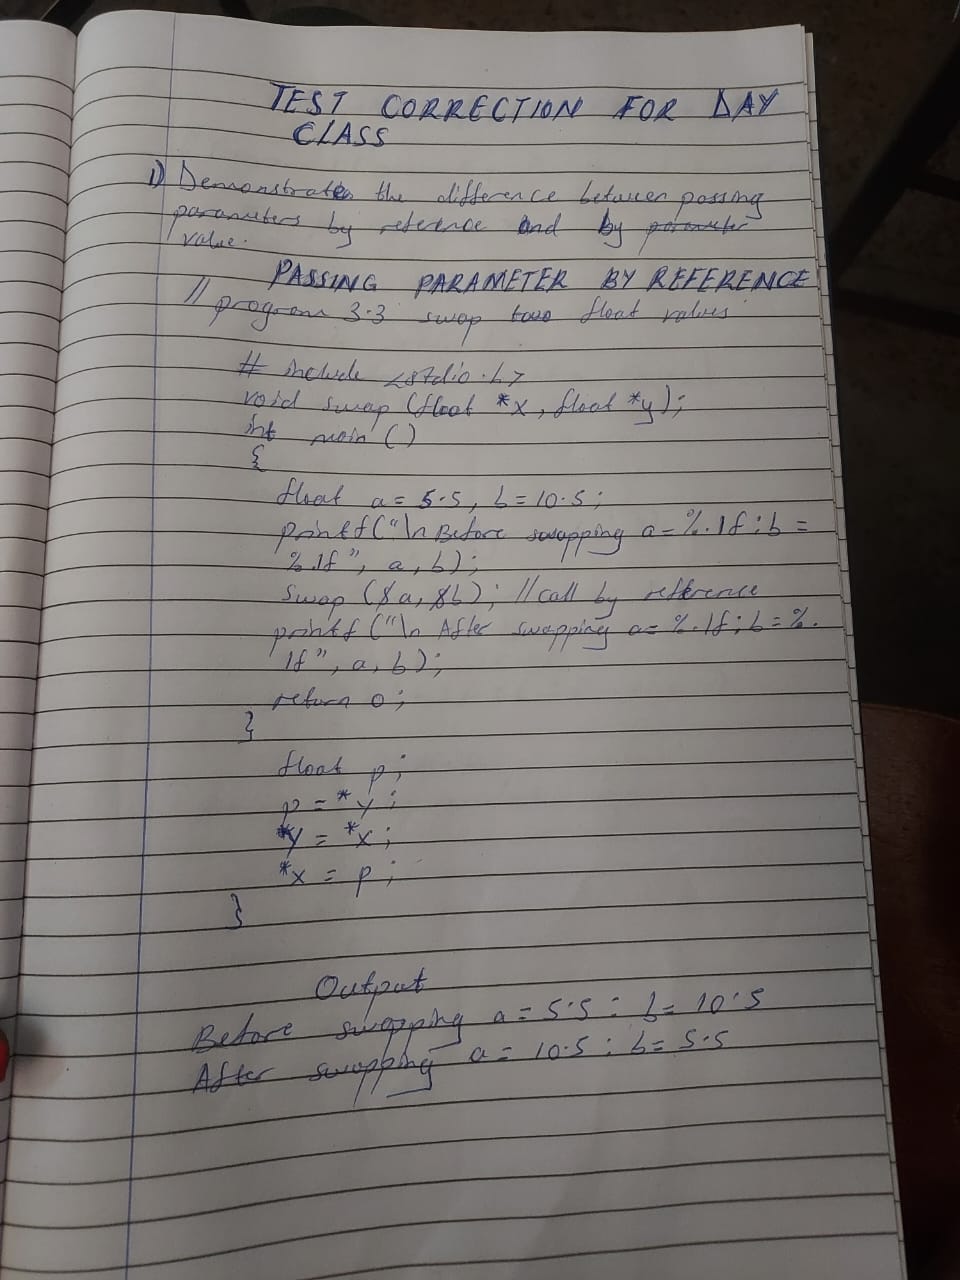 TEST CORRECTION FOR DAY
CLASS
1) Demonstrates the difference between passing
parameters by reference and by parameter
value.
PASSING PARAMETER BY REFERENCE
// program 3.3 swap two float values
# include <stdio.h>
void swap (float *x, float *y);
int main ()
{
float a = 5.5, b = 10.5;
printf("\n Before swapping a = %.1f : b =
%.1f", a, b);
Swap (&a, &b); // call by reference
printf ("\n After swapping a = %.1f ; b = %.
1f", a, b);
return 0;
}
float p;
p = *y;
*y = *x;
*x = p;
}
Output
Before swapping a = 5.5 : b = 10.5
After swapping a = 10.5 : b = 5.5